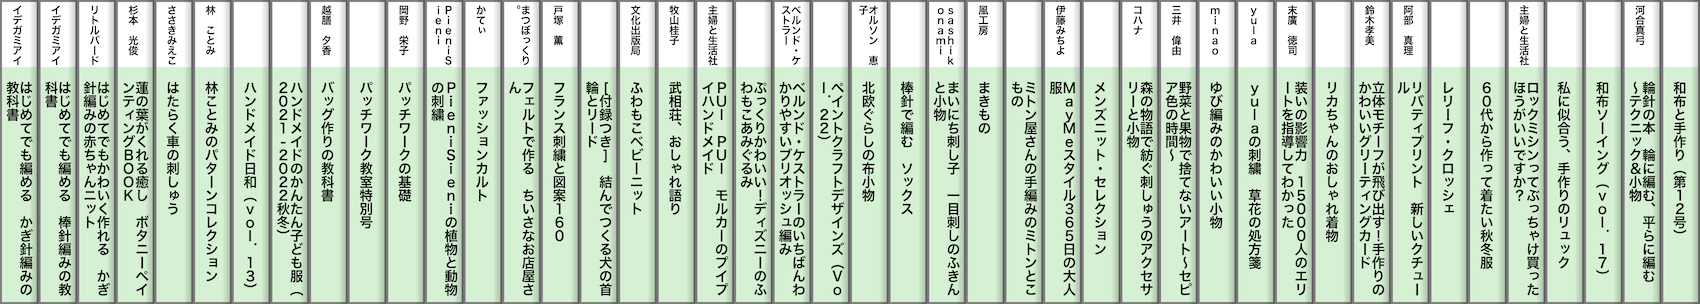 和布と手作り(第12号)
河合真弓
輪針の本 輪に編む、平らに編む
~テクニック&小物
和布ソーイング(vol.17)
私に似合う、手作りのリュック
主婦と生活社
ロックミシンってぶっちゃけ買った
ほうがいいですか?
60代から作って着たい秋冬服
レリーフ・クロッシェ
阿部 真理
リバティプリント 新しいクチュー
ル
鈴木孝美
立体モチーフが飛び出す!手作りの
かわいいグリーティングカード
リカちゃんのおしゃれ着物
末廣 徳司
装いの影響力 15000人のエリ
ートを指導してわかった
yula
yulaの刺繍 草花の処方箋
minao
ゆび編みのかわいい小物
三井 偉由
野菜と果物で捨てないアート~セピ
ア色の時間~
コハナ
森の物語で紡ぐ刺しゅうのアクセサ
リーと小物
メンズニット・セレクション
伊藤みちよ
MayMeスタイル365日の大人
服
ミトン屋さんの手編みのミトンとこ
もの
風工房
まきもの
sashik
onami
まいにち刺し子 一目刺しのふきん
と小物
棒針で編む ソックス
オルソン 恵
子
北欧ぐらしの布小物
ペイントクラフトデザインズ(Vo
l.22)
ベルンド・ケ
ストラー
ベルンド・ケストラーのいちばんわ
かりやすいブリオッシュ編み
ぷっくりかわいい!ディズニーのふ
わもこあみぐるみ
主婦と生活社
PUI PUI モルカーのプイプ
イハンドメイド
牧山桂子
武相荘、おしゃれ語り
文化出版局
ふわもこベビーニット
[付録つき] 結んでつくる犬の首
輪とリード
戸塚 薫
フランス刺繍と図案160
まつぼっくり
。
フェルトで作る ちいさなお店屋さ
ん
かてぃ
ファッションカルト
PieniS
ieni
PieniSieniの植物と動物
の刺繍
岡野 栄子
パッチワークの基礎
パッチワーク教室特別号
越膳 夕香
バッグ作りの教科書
ハンドメイドのかんたん子ども服(
2021-2022秋冬)
ハンドメイド日和(vol.13)
林 ことみ
林ことみのパターンコレクション
ささきみえこ
はたらく車の刺しゅう
杉本 光俊
蓮の葉がくれる癒し ボタニーペイ
ンティングBOOK
リトルバード
はじめてでもかわいく作れる かぎ
針編みの赤ちゃんニット
イデガミアイ
はじめてでも編める 棒針編みの教
科書
イデガミアイ
はじめてでも編める かぎ針編みの
教科書